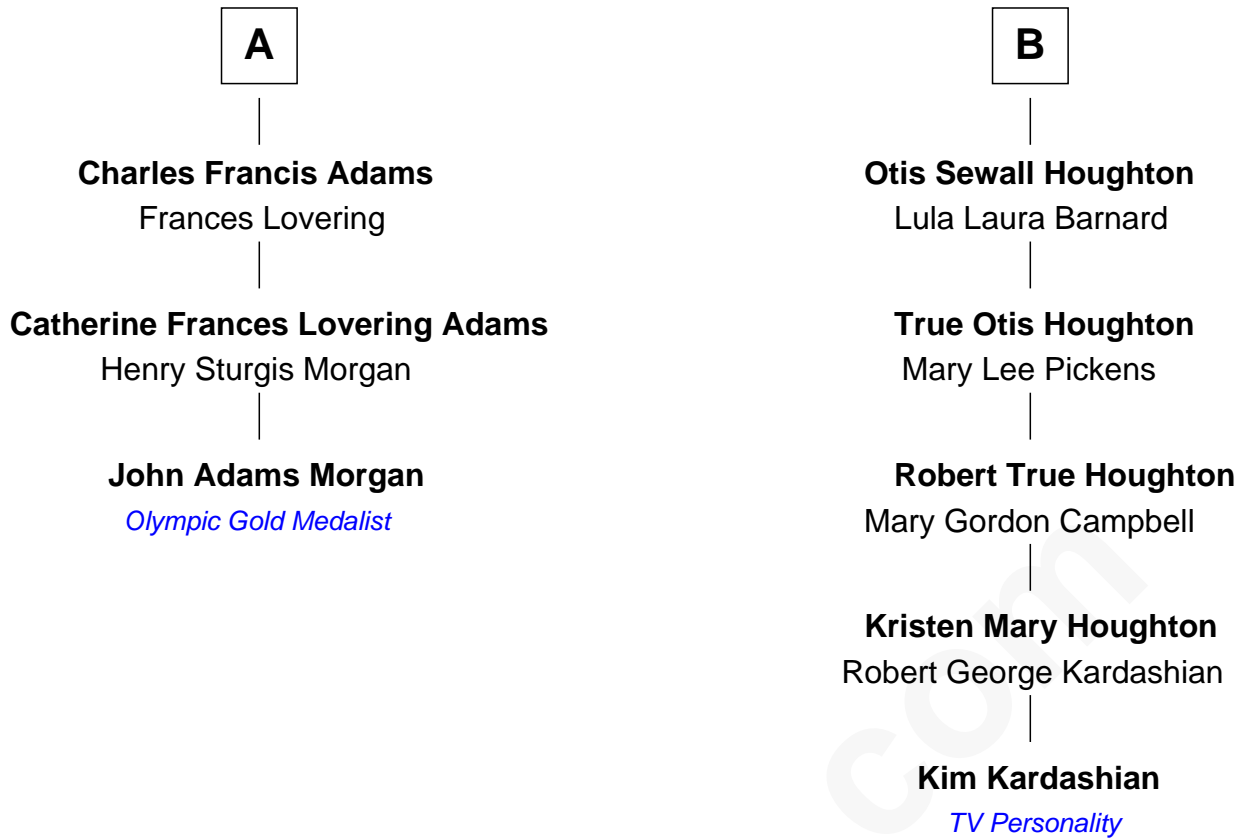 A
Charles Francis Adams
Frances Lovering
Catherine Frances Lovering Adams
Henry Sturgis Morgan
John Adams Morgan
Olympic Gold Medalist
B
Otis Sewall Houghton
Lula Laura Barnard
True Otis Houghton
Mary Lee Pickens
Robert True Houghton
Mary Gordon Campbell
Kristen Mary Houghton
Robert George Kardashian
Kim Kardashian
TV Personality
com